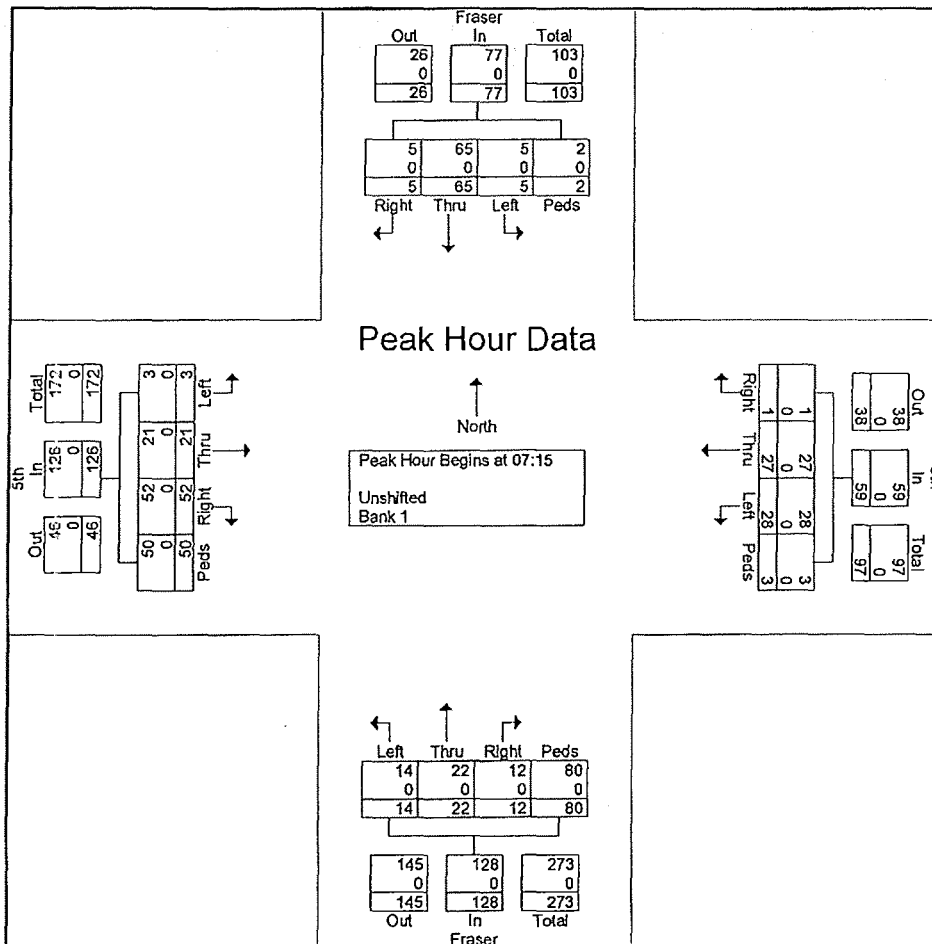 Fraser
Out In Total
26 77 103
0 0 0
26 77 103
5 65 5 2
0 0 0 0
5 65 5 2
Right Thru Left Peds
Peak Hour Data
North
Peak Hour Begins at 07:15
Unshifted
Bank 1
5th
Total In Out
172 126 46
0 0 0
172 126 46
3 21 52 50
0 0 0 0
3 21 52 50
Left Thru Right Peds
Out In Total
38 59 97
0 0 0
38 59 97
1 27 28 3
0 0 0 0
1 27 28 3
Right Thru Left Peds
Left Thru Right Peds
14 22 12 80
0 0 0 0
14 22 12 80
145 128 273
0 0 0
145 128 273
Out In Total
Fraser